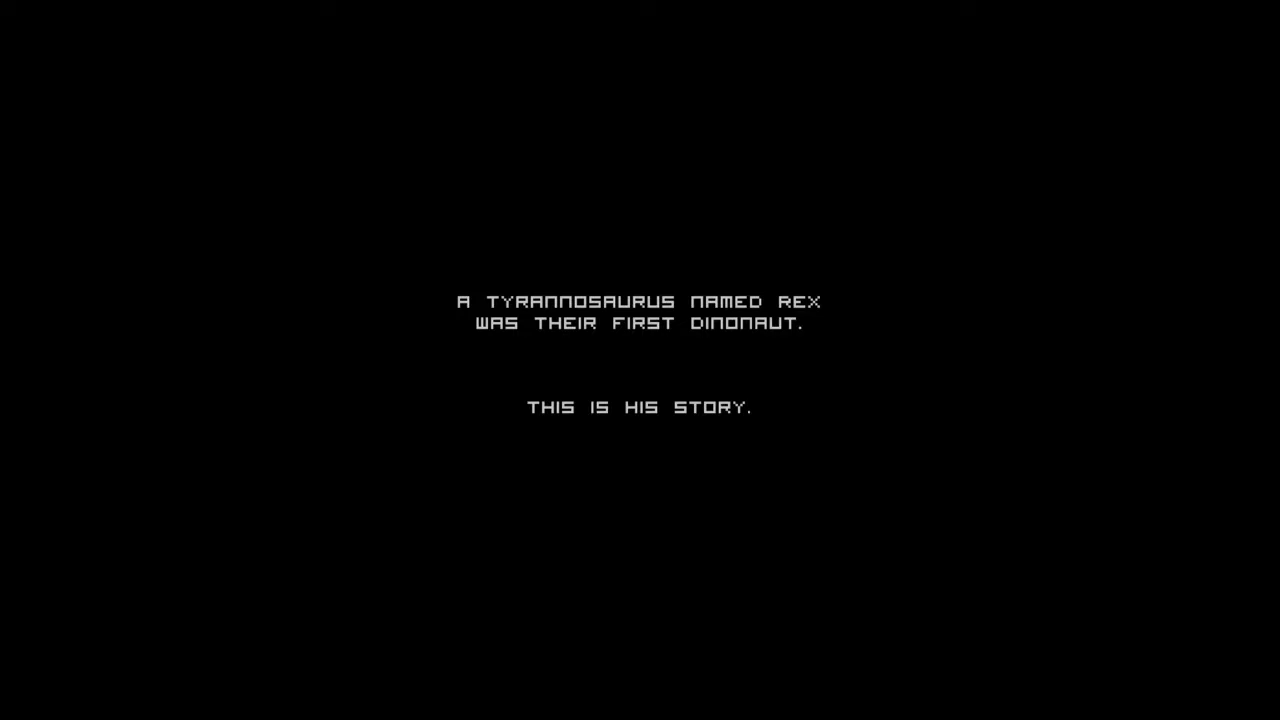 A TYRANNOSAURUS NAMED REX
WAS THEIR FIRST DINONAUT.
THIS IS HIS STORY.